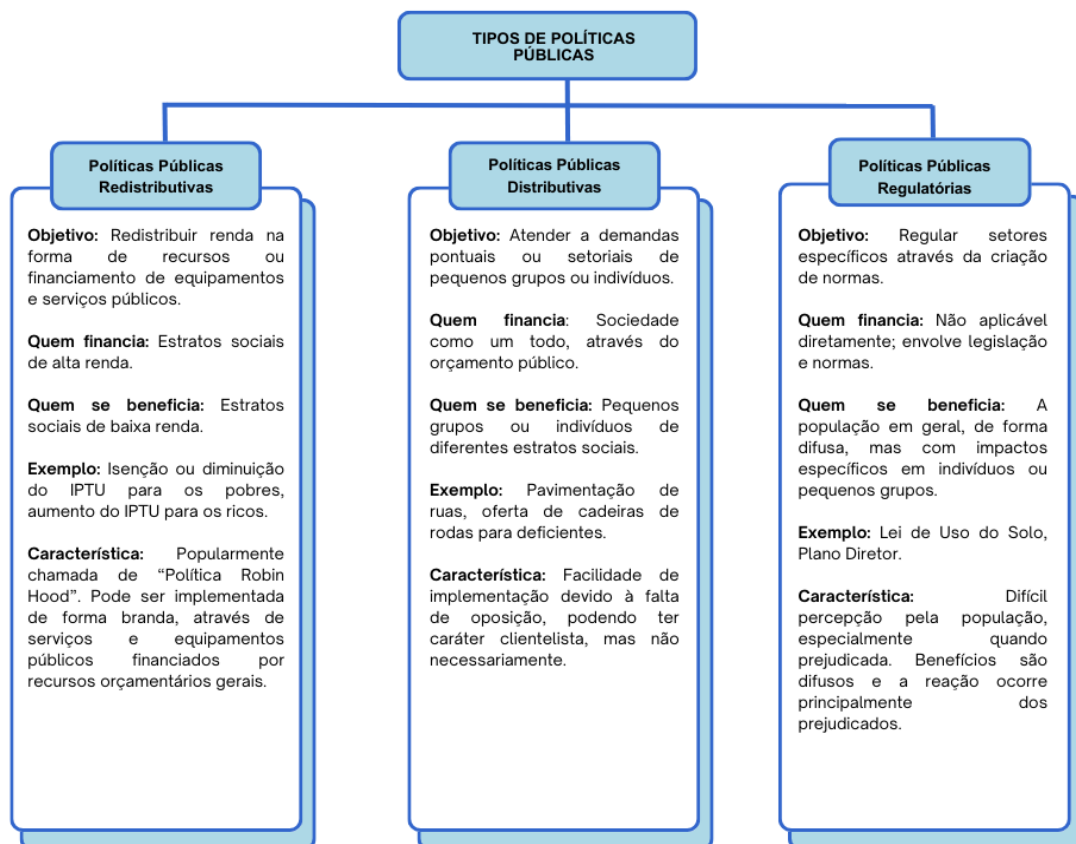 TIPOS DE POLÍTICAS
PÚBLICAS
Políticas Públicas
Redistributivas
Objetivo: Redistribuir renda na
forma de recursos ou
financiamento de equipamentos
e serviços públicos.
Quem financia: Estratos sociais
de alta renda.
Quem se beneficia: Estratos
sociais de baixa renda.
Exemplo: Isenção ou diminuição
do IPTU para os pobres,
aumento do IPTU para os ricos.
Característica: Popularmente
chamada de “Política Robin
Hood”. Pode ser implementada
de forma branda, através de
serviços e equipamentos
públicos financiados por
recursos orçamentários gerais.
Políticas Públicas
Distributivas
Objetivo: Atender a demandas
pontuais ou setoriais de
pequenos grupos ou indivíduos.
Quem financia: Sociedade
como um todo, através do
orçamento público.
Quem se beneficia: Pequenos
grupos ou indivíduos de
diferentes estratos sociais.
Exemplo: Pavimentação de
ruas, oferta de cadeiras de
rodas para deficientes.
Característica: Facilidade de
implementação devido à falta
de oposição, podendo ter
caráter clientelista, mas não
necessariamente.
Políticas Públicas
Regulatórias
Objetivo: Regular setores
específicos através da criação
de normas.
Quem financia: Não aplicável
diretamente; envolve legislação
e normas.
Quem se beneficia: A
população em geral, de forma
difusa, mas com impactos
específicos em indivíduos ou
pequenos grupos.
Exemplo: Lei de Uso do Solo,
Plano Diretor.
Característica: Difícil
percepção pela população,
especialmente quando
prejudicada. Benefícios são
difusos e a reação ocorre
principalmente dos
prejudicados.